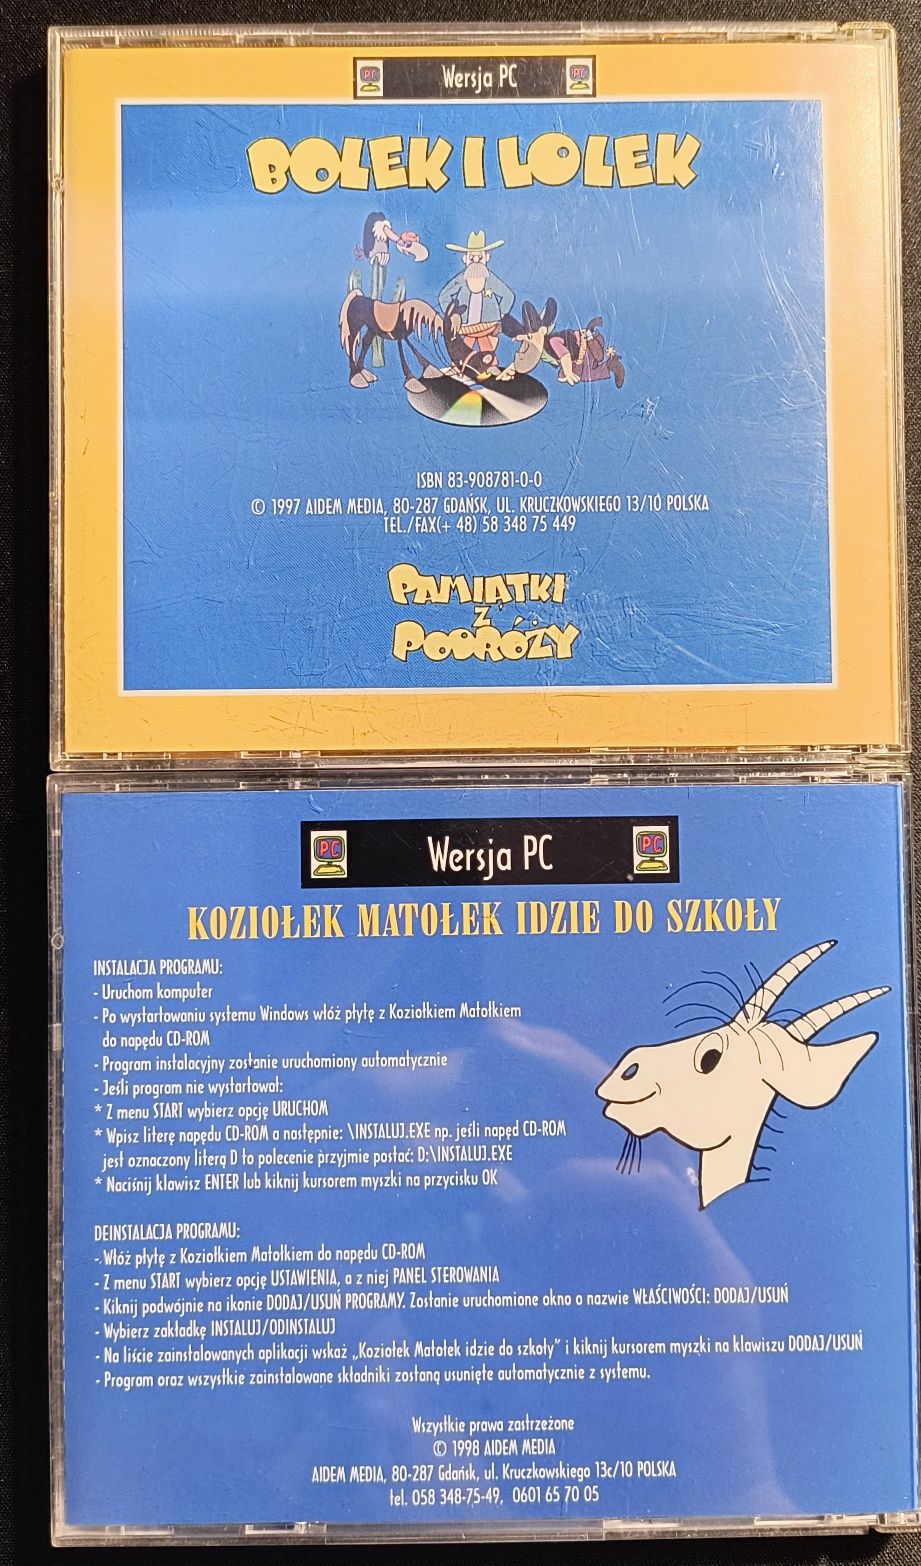 PC
Wersja PC
PC
BOLEK I LOLEK
ISBN 83-908781-0-0
© 1997 AIDEM MEDIA, 80-287 GDAŃSK, UL. KRUCZKOWSKIEGO 13/10 POLSKA
TEL./FAX(+ 48) 58 348 75 449
PAMIĄTKI
Z
PODRÓŻY
PC
Wersja PC
PC
KOZIOŁEK MATOŁEK IDZIE DO SZKOŁY
INSTALACJA PROGRAMU:
- Uruchom komputer
- Po wystartowaniu systemu Windows włóż płytę z Koziołkiem Matołkiem
do napędu CD-ROM
- Program instalacyjny zostanie uruchomiony automatycznie
- Jeśli program nie wystartował:
* Z menu START wybierz opcję URUCHOM
* Wpisz literę napędu CD-ROM a następnie: \INSTALUJ.EXE np. jeśli napęd CD-ROM
jest oznaczony literą D to polecenie przyjmie postać: D:\INSTALUJ.EXE
* Naciśnij klawisz ENTER lub kiknij kursorem myszki na przycisku OK
DEINSTALACJA PROGRAMU:
- Włóż płytę z Koziołkiem Matołkiem do napędu CD-ROM
- Z menu START wybierz opcję USTAWIENIA, a z niej PANEL STEROWANIA
- Kiknij podwójnie na ikonie DODAJ/USUŃ PROGRAMY. Zostanie uruchomione okno o nazwie WŁAŚCIWOŚCI: DODAJ/USUŃ
- Wybierz zakładkę INSTALUJ/ODINSTALUJ
- Na liście zainstalowanych aplikacji wskaż „Koziołek Matołek idzie do szkoły" i kiknij kursorem myszki na klawiszu DODAJ/USUŃ
- Program oraz wszystkie zainstalowane składniki zostaną usunięte automatycznie z systemu.
Wszystkie prawa zastrzeżone
© 1998 AIDEM MEDIA
AIDEM MEDIA, 80-287 Gdańsk, ul. Kruczkowskiego 13c/10 POLSKA
tel. 058 348-75-49, 0601 65 70 05